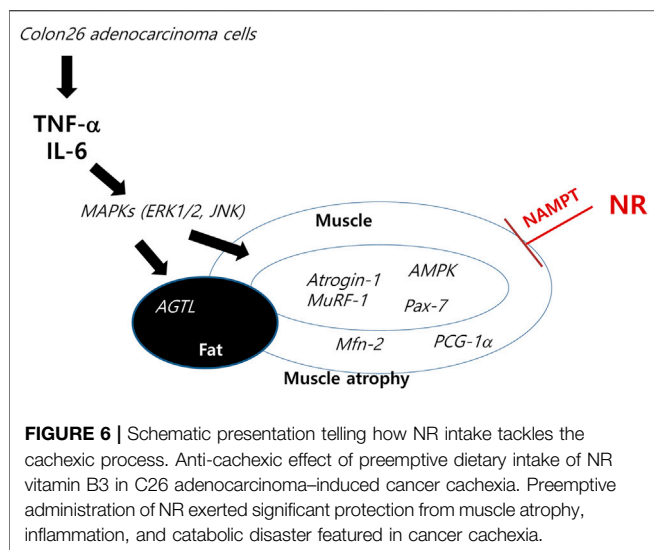 Colon26 adenocarcinoma cells
TNF-α
IL-6
MAPKs (ERK1/2, JNK)
Muscle
NAMPT
NR
Atrogin-1
AMPK
MuRF-1
Pax-7
AGTL
Fat
Mfn-2
PCG-1α
Muscle atrophy
FIGURE 6 | Schematic presentation telling how NR intake tackles the
cachexic process. Anti-cachexic effect of preemptive dietary intake of NR
vitamin B3 in C26 adenocarcinoma–induced cancer cachexia. Preemptive
administration of NR exerted significant protection from muscle atrophy,
inflammation, and catabolic disaster featured in cancer cachexia.